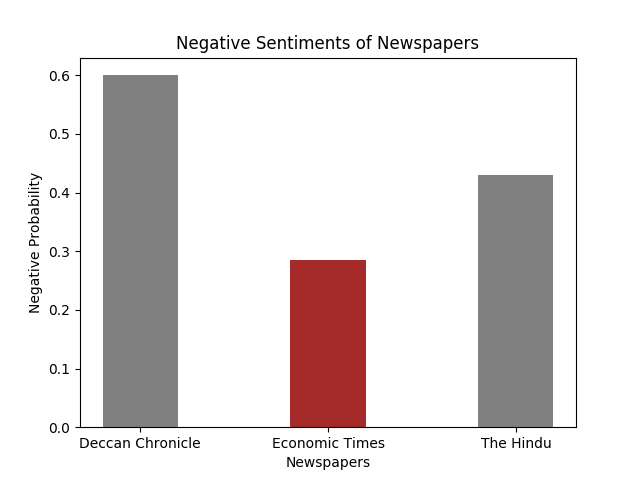 Negative Sentiments of Newspapers
0.6
0.5
0.4
0.3
0.2
0.1
0.0
Negative Probability
Deccan Chronicle
Economic Times
The Hindu
Newspapers